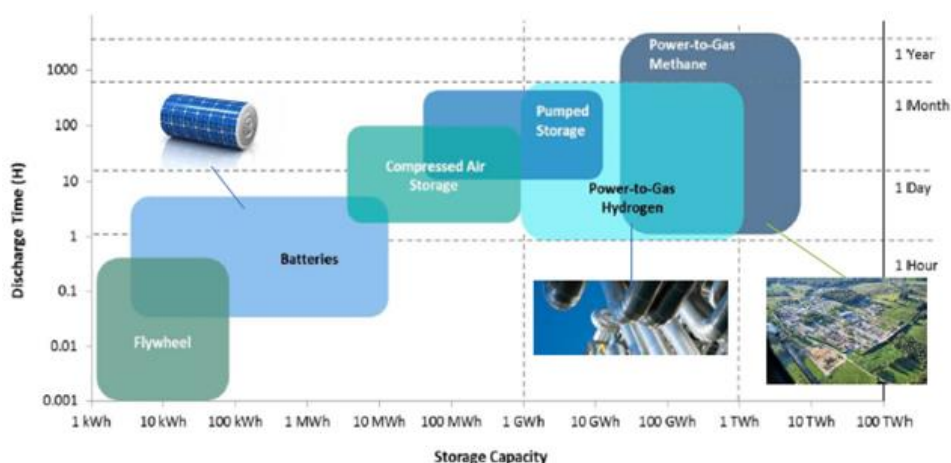 Power-to-Gas
Methane
1 Year
1000
1 Month
100
Pumped
Storage
Compressed Air
Storage
10
Power-to-Gas
Hydrogen
1 Day
1
Batteries
1 Hour
0.1
Flywheel
0.01
0.001
Discharge Time (H)
1 kWh
10 kWh
100 kWh
1 MWh
10 MWh
100 MWh
1 GWh
10 GWh
100 GWh
1 TWh
10 TWh
100 TWh
Storage Capacity